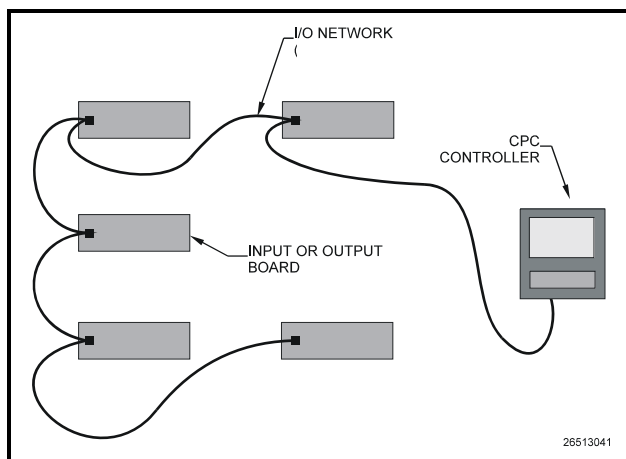 I/O NETWORK
(
CPC
CONTROLLER
INPUT OR OUTPUT
BOARD
26513041